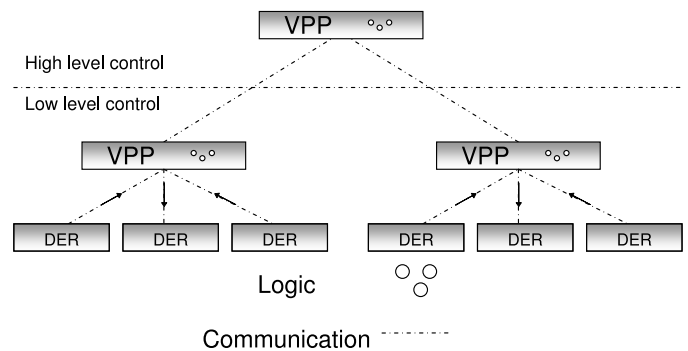 VPP
High level control
Low level control
VPP VPP
DER DER DER DER DER DER
Logic
Communication